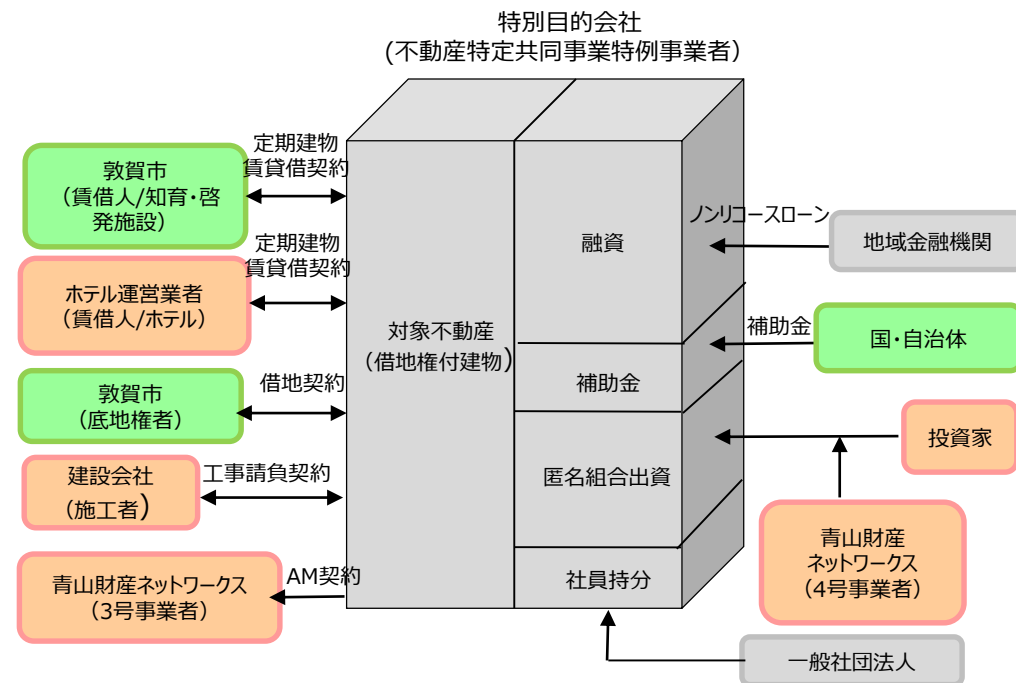 特別目的会社
(不動産特定共同事業特例事業者)
定期建物
賃貸借契約
敦賀市
(賃借人/知育・啓
発施設)
定期建物
賃貸借契約
ホテル運営業者
(賃借人/ホテル)
敦賀市
(底地権者)
借地契約
建設会社
(施工者)
工事請負契約
青山財産ネットワークス
(3号事業者)
AM契約
対象不動産
(借地権付建物)
融資
補助金
匿名組合出資
社員持分
ノンリコースローン
地域金融機関
補助金
国・自治体
投資家
青山財産
ネットワークス
(4号事業者)
一般社団法人